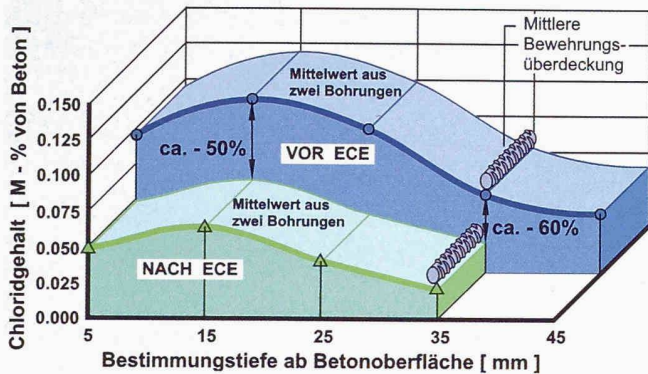 Mittlere
Bewehrungs-
überdeckung
Mittelwert aus
zwei Bohrungen
0.150
0.125
0.150
0.100
0.075
0.050
0.025
0.000
Chloridgehalt [ M - % von Beton ]
ca. - 50%
VOR ECE
Mittelwert aus
zwei Bohrungen
ca. - 60%
NACH ECE
5
15
25
35
45
Bestimmungstiefe ab Betonoberfläche [ mm ]